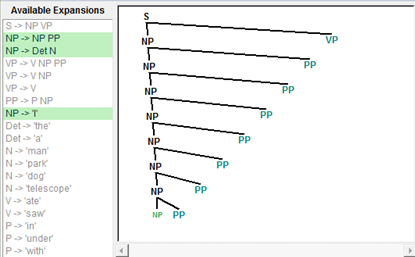 Available Expansions
S -> NP VP
NP -> NP PP
NP -> Det N
VP -> V NP PP
VP -> V NP
VP -> V
PP -> P NP
NP -> 'I'
Det -> 'the'
Det -> 'a'
N -> 'man'
N -> 'park'
N -> 'dog'
N -> 'telescope'
V -> 'ate'
V -> 'saw'
P -> 'in'
P -> 'under'
P -> 'with'
S
NP VP
NP PP
NP PP
NP PP
NP PP
NP PP
NP PP
NP PP